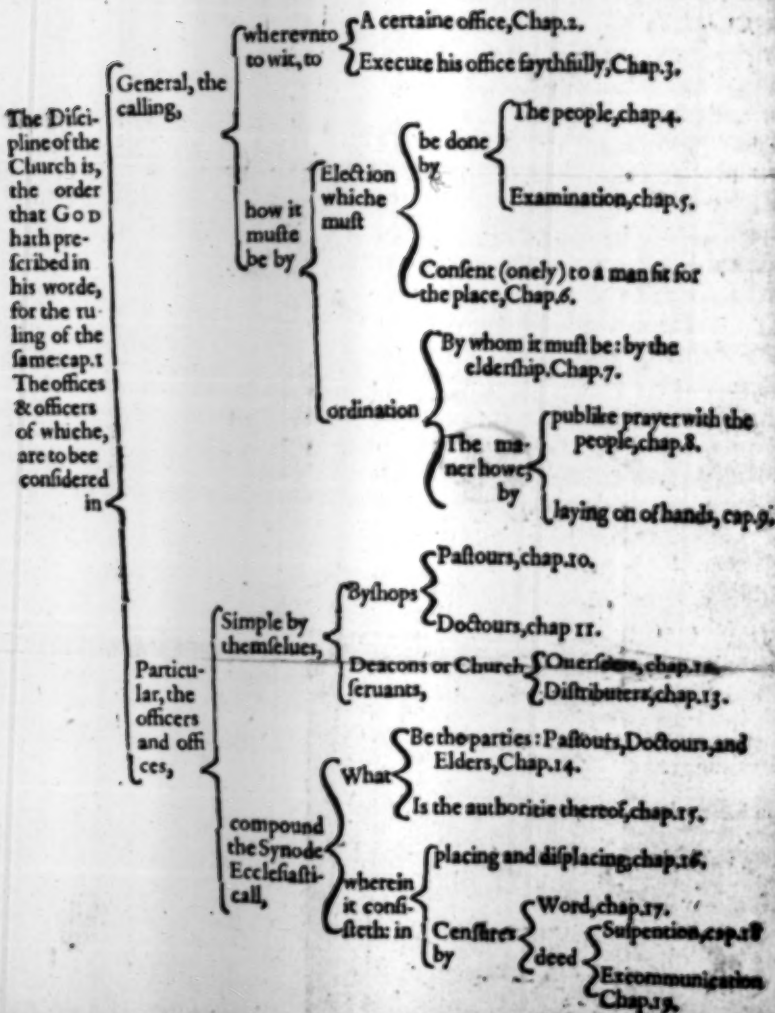 The Disci-
pline of the
Church is,
the order
that GOD
hath pre-
scribed in
his worde,
for the ru-
ling of the
same:cap.1
The offices
& officers
of whiche,
are to bee
considered
in
General, the
calling,
wherevnto
to wit, to
A certaine office, Chap.2.
Execute his office faythfully, Chap.3.
how it
muste
be by
Election
whiche
must
be done
by
The people, chap.4.
Examination, chap.5.
Consent (onely) to a man fit for
the place, Chap.6.
ordination
By whom it must be: by the
eldership. Chap.7.
The ma-
ner howe,
by
publike prayer with the
people, chap.8.
laying on of hands, cap.9.
Particu-
lar, the
officers
and offi
ces,
Simple by
themselues,
Byshops
Pastours, chap.10.
Doctours, chap 11.
Deacons or Church
seruants,
Ouerseers, chap.12.
Distributers, chap.13.
compound
the Synode
Ecclesiasti-
call,
What
Be the parties: Pastours, Doctours, and
Elders, Chap.14.
Is the authoritie thereof, chap.15.
wherein
it consi-
steth: in
placing and displacing, chap.16.
Censures
by
Word, chap.17.
deed
Suspention, cap.18
Excommunication
Chap.19.